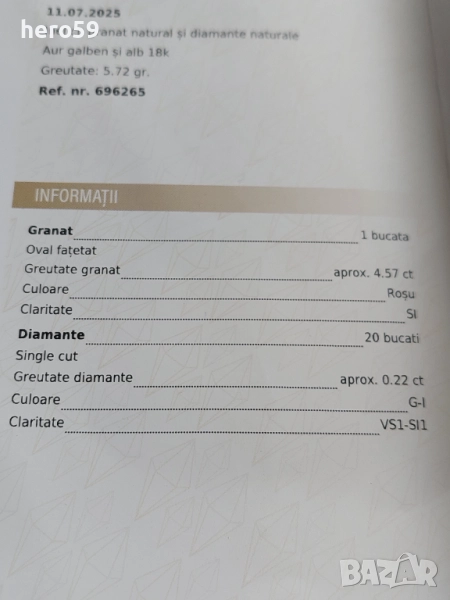 11.07.2025
hero59
granat natural și diamante naturale
Aur galben și alb 18k
Greutate: 5.72 gr.
Ref. nr. 696265
INFORMAȚII
Granat 1 bucata
Oval fațetat
Greutate granat aprox. 4.57 ct
Culoare Roșu
Claritate SI
Diamante 20 bucati
Single cut
Greutate diamante aprox. 0.22 ct
Culoare G-I
Claritate VS1-SI1
BAZAR